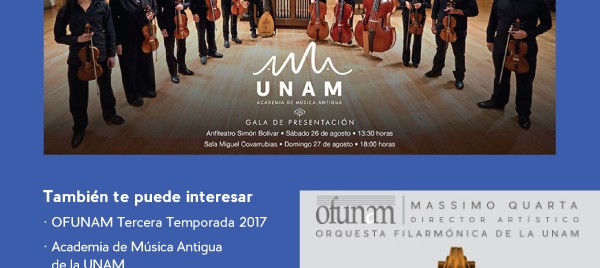 UNAM
ACADEMIA DE MÚSICA ANTIGUA
GALA DE PRESENTACIÓN
Anfiteatro Simón Bolívar • Sábado 26 de agosto • 13:30 horas
Sala Miguel Covarrubias • Domingo 27 de agosto • 18:00 horas
También te puede interesar
· OFUNAM Tercera Temporada 2017
· Academia de Música Antigua
de la UNAM
ofunam
MASSIMO QUARTA
DIRECTOR ARTÍSTICO
ORQUESTA FILARMÓNICA DE LA UNAM